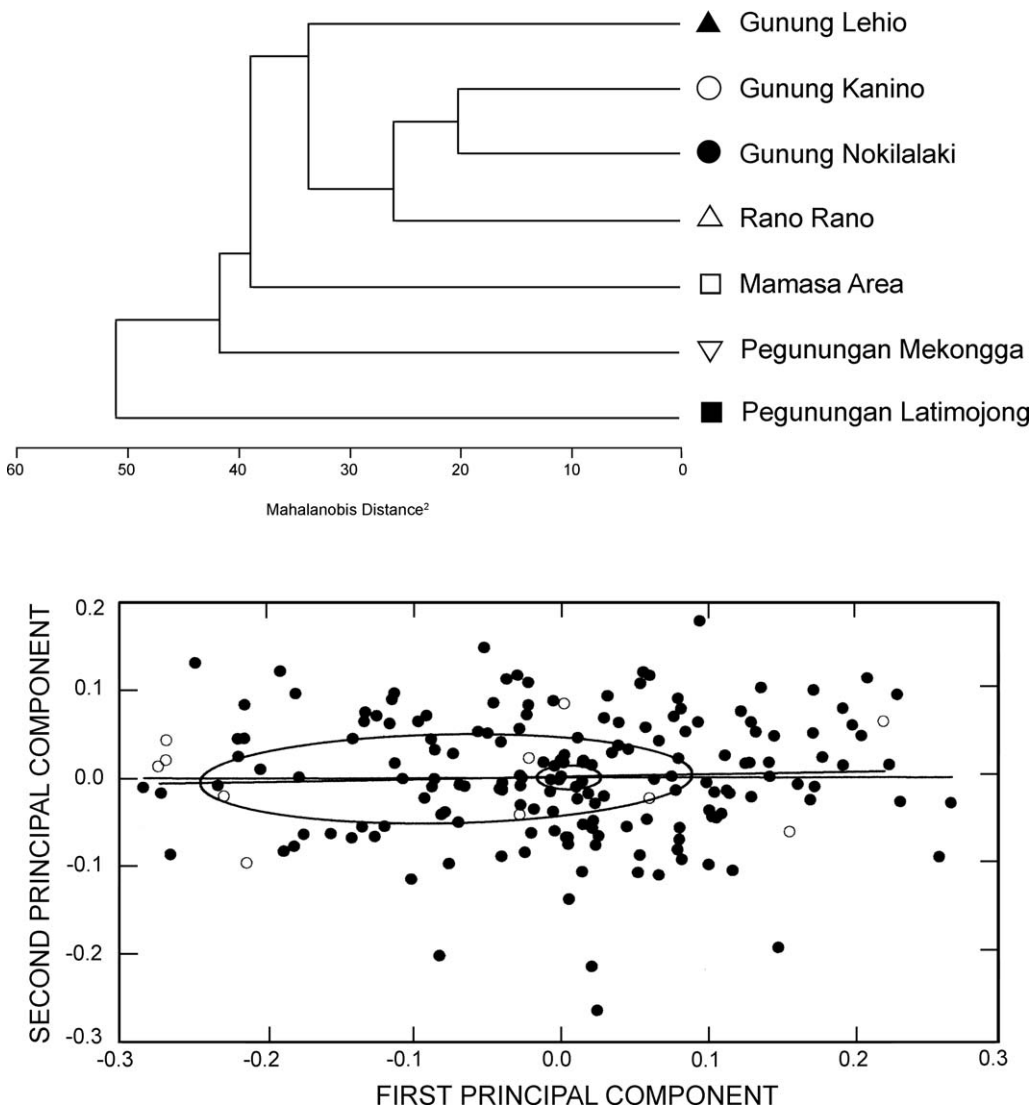 Gunung Lehio
Gunung Kanino
Gunung Nokilalaki
Rano Rano
Mamasa Area
Pegunungan Mekongga
Pegunungan Latimojong
60 50 40 30 20 10 0
Mahalanobis Distance²
0.2
0.1
0.0
-0.1
-0.2
-0.3
SECOND PRINCIPAL COMPONENT
-0.3 -0.2 -0.1 0.0 0.1 0.2 0.3
FIRST PRINCIPAL COMPONENT